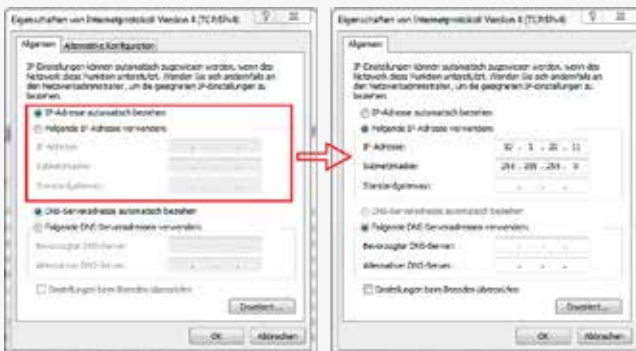 Eigenschaften von Internetprotokoll Version 4 (TCP/IPv4)
Allgemein Alternative Konfiguration
IP-Einstellungen können automatisch zugewiesen werden, wenn das
Netzwerk diese Funktion unterstützt. Wenden Sie sich andernfalls an
den Netzwerkadministrator, um die geeigneten IP-Einstellungen zu
beziehen.
IP-Adresse automatisch beziehen
Folgende IP-Adresse verwenden:
IP-Adresse:
Subnetzmaske:
Standardgateway:
DNS-Serveradresse automatisch beziehen
Folgende DNS-Serveradressen verwenden:
Bevorzugter DNS-Server:
Alternativer DNS-Server:
Einstellungen beim Beenden überprüfen
Erweitert...
OK Abbrechen
Eigenschaften von Internetprotokoll Version 4 (TCP/IPv4)
Allgemein
IP-Einstellungen können automatisch zugewiesen werden, wenn das
Netzwerk diese Funktion unterstützt. Wenden Sie sich andernfalls an
den Netzwerkadministrator, um die geeigneten IP-Einstellungen zu
beziehen.
IP-Adresse automatisch beziehen
Folgende IP-Adresse verwenden:
IP-Adresse:
Subnetzmaske: 255 . 255 . 255 . 0
Standardgateway:
DNS-Serveradresse automatisch beziehen
Folgende DNS-Serveradressen verwenden:
Bevorzugter DNS-Server:
Alternativer DNS-Server:
Einstellungen beim Beenden überprüfen
Erweitert...
OK Abbrechen